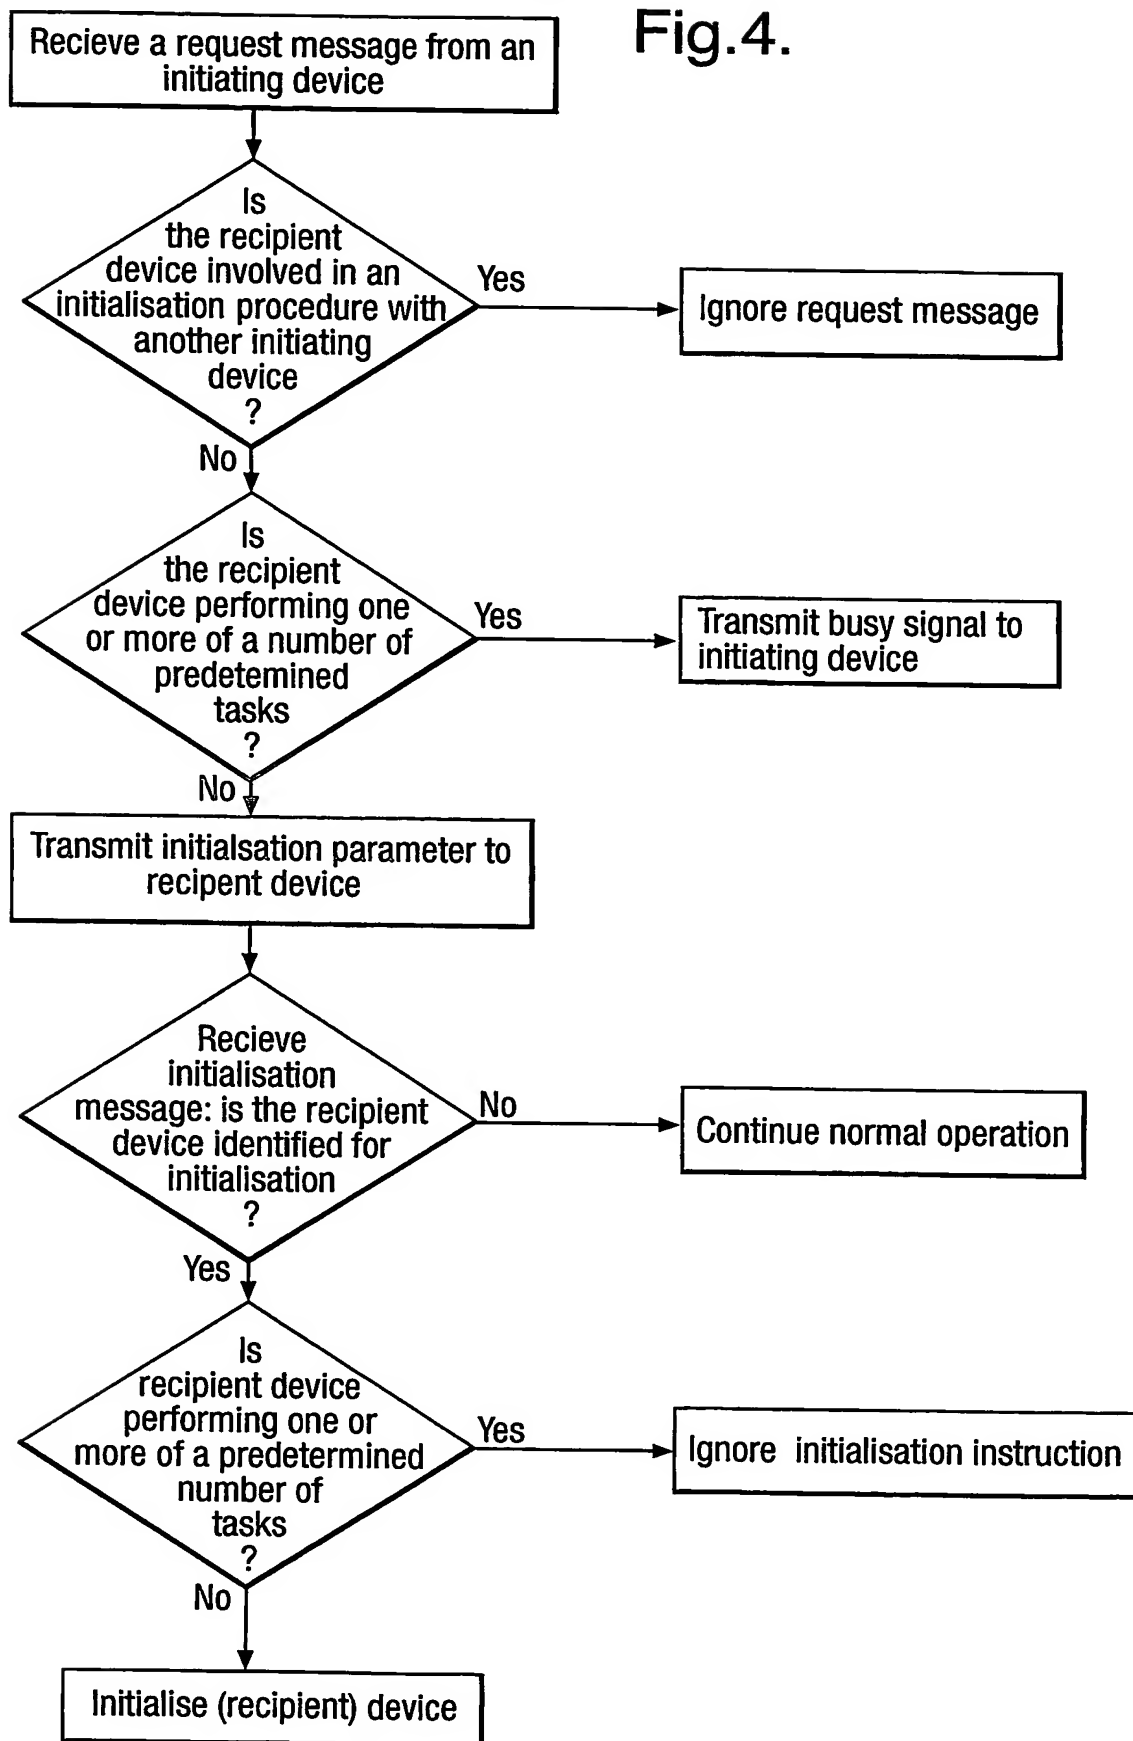 Fig.4.
Recieve a request message from an
initiating device
Is
the recipient
device involved in an
initialisation procedure with
another initiating
device
?
Yes
Ignore request message
No
Is
the recipient
device performing one
or more of a number of
predetemined
tasks
?
Yes
Transmit busy signal to
initiating device
No
Transmit initialsation parameter to
recipent device
Recieve
initialisation
message: is the recipient
device identified for
initialisation
?
No
Continue normal operation
Yes
Is
recipient device
performing one or
more of a predetermined
number of
tasks
?
Yes
Ignore initialisation instruction
No
Initialise (recipient) device